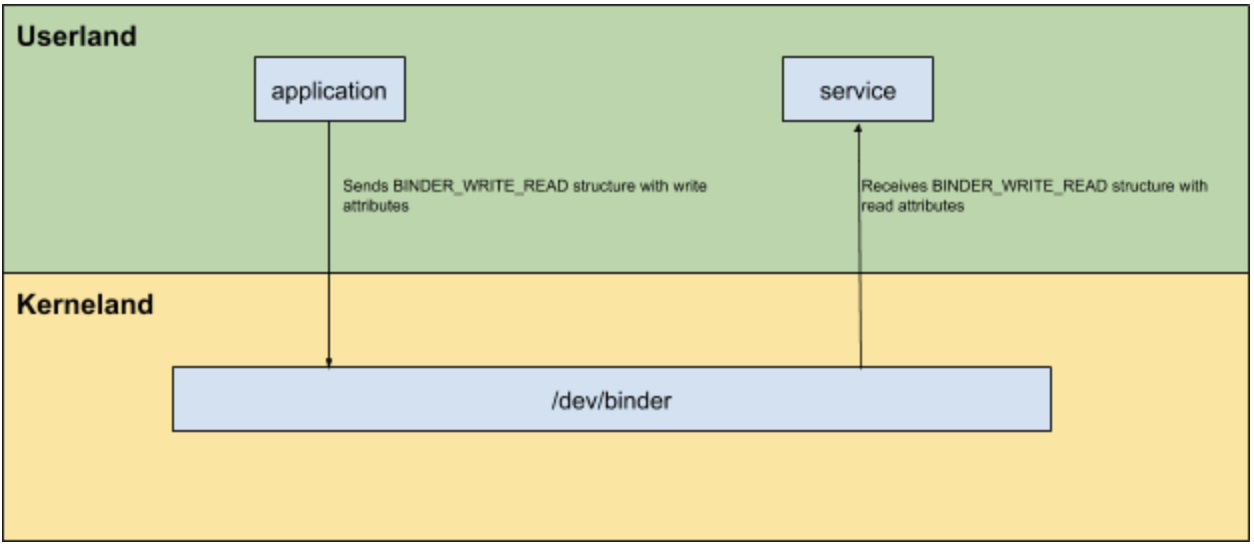 Userland
application
service
Sends BINDER_WRITE_READ structure with write
attributes
Receives BINDER_WRITE_READ structure with
read attributes
Kerneland
/dev/binder